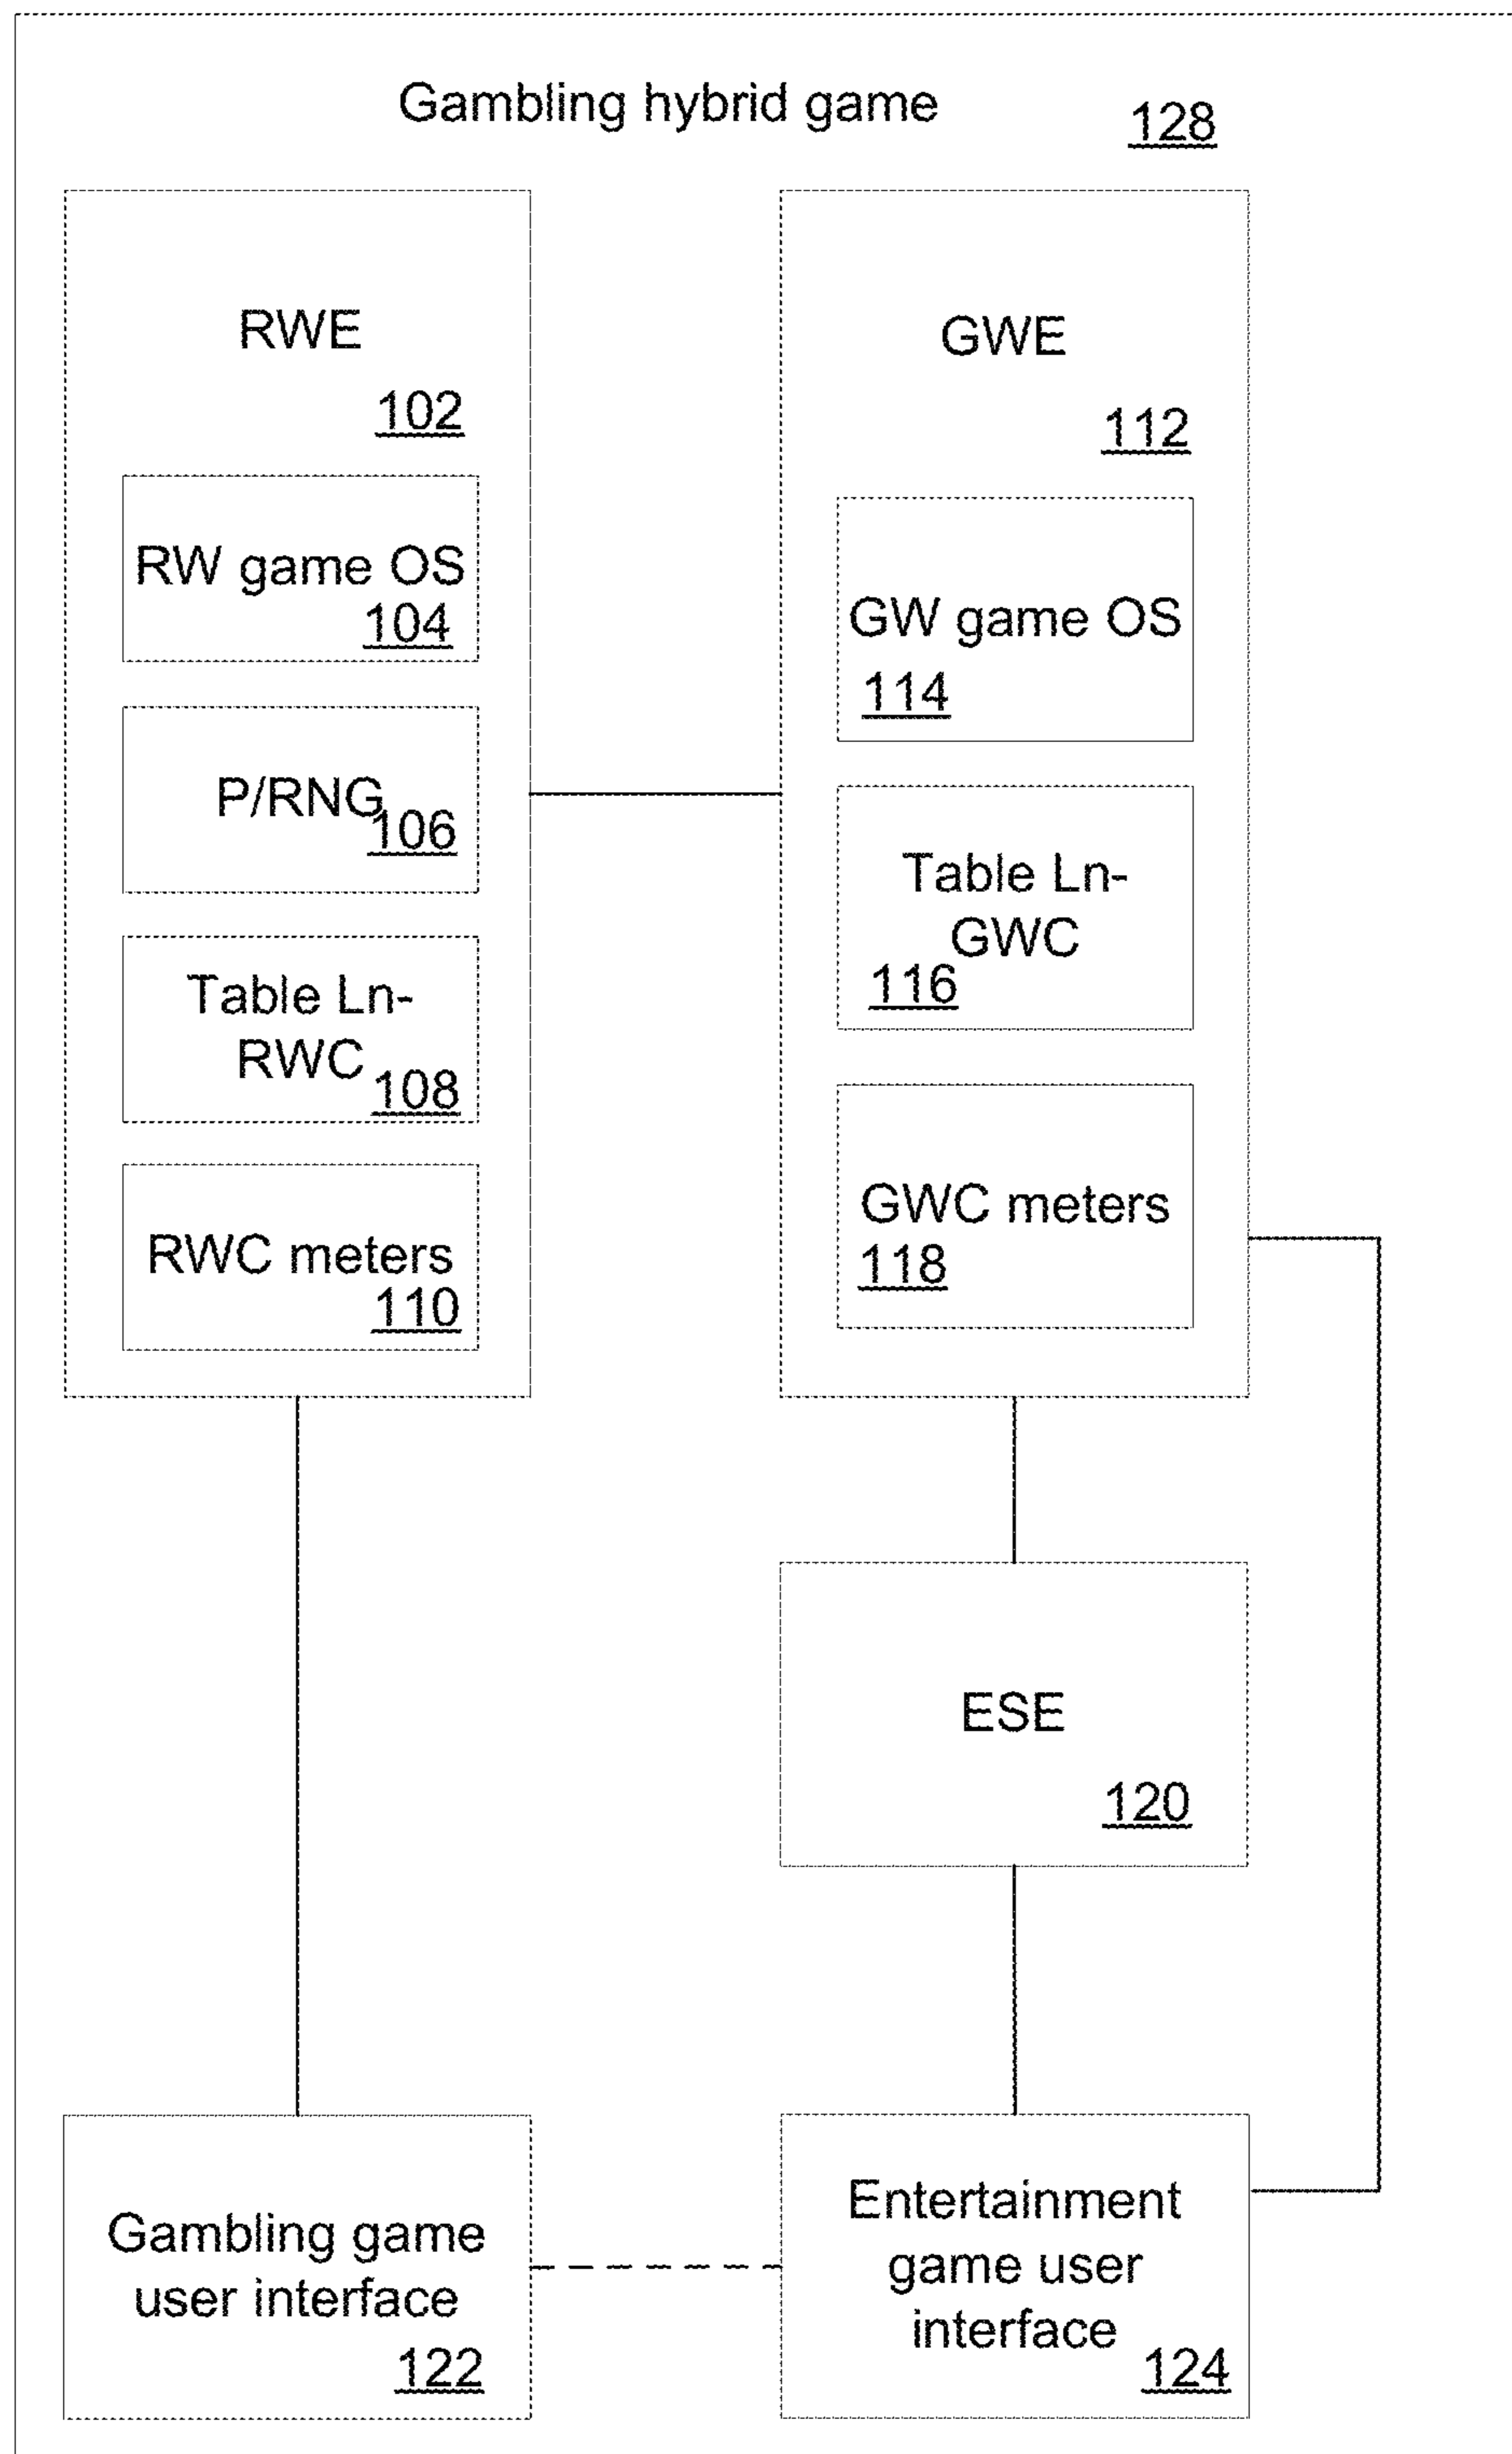 Gambling hybrid game
128
RWE
102
RW game OS
104
P/RNG
106
Table Ln-
RWC
108
RWC meters
110
GWE
112
GW game OS
114
Table Ln-
GWC
116
GWC meters
118
ESE
120
Gambling game
user interface
122
Entertainment
game user
interface
124